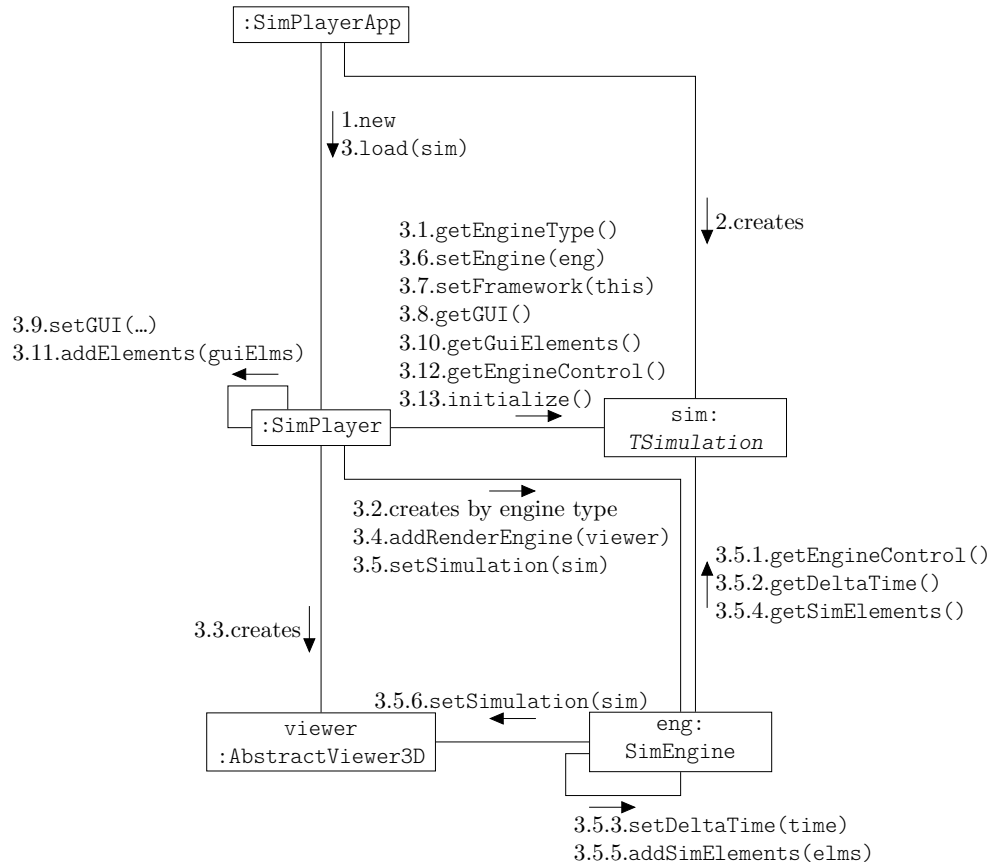 :SimPlayerApp
1.new
3.load(sim)
2.creates
3.1.getEngineType()
3.6.setEngine(eng)
3.7.setFramework(this)
3.8.getGUI()
3.10.getGuiElements()
3.12.getEngineControl()
3.13.initialize()
3.9.setGUI(…)
3.11.addElements(guiElms)
:SimPlayer
sim:
TSimulation
3.2.creates by engine type
3.4.addRenderEngine(viewer)
3.5.setSimulation(sim)
3.5.1.getEngineControl()
3.5.2.getDeltaTime()
3.5.4.getSimElements()
3.3.creates
3.5.6.setSimulation(sim)
viewer
:AbstractViewer3D
eng:
SimEngine
3.5.3.setDeltaTime(time)
3.5.5.addSimElements(elms)